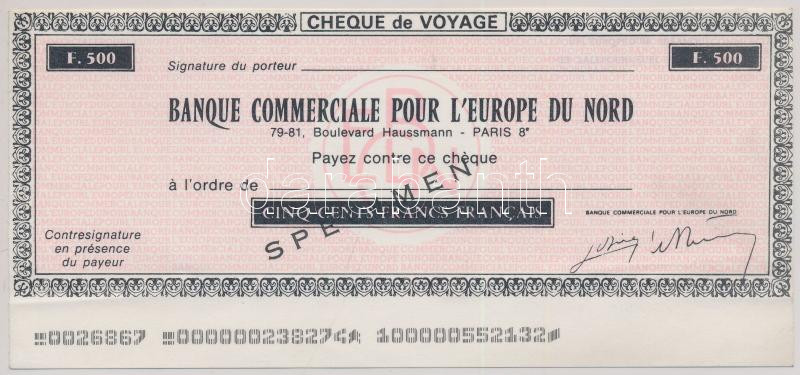 CHEQUE de VOYAGE
F. 500
F. 500
Signature du porteur
BANQUE COMMERCIALE POUR L'EUROPE DU NORD
79-81, Boulevard Haussmann - PARIS 8e
Payez contre ce chèque
à l'ordre de
SPECIMEN
darabanth
CINQ-CENTS-FRANCS FRANÇAIS
BANQUE COMMERCIALE POUR L'EUROPE DU NORD
Contresignature
en présence
du payeur
0026867 00000023827 100000552132